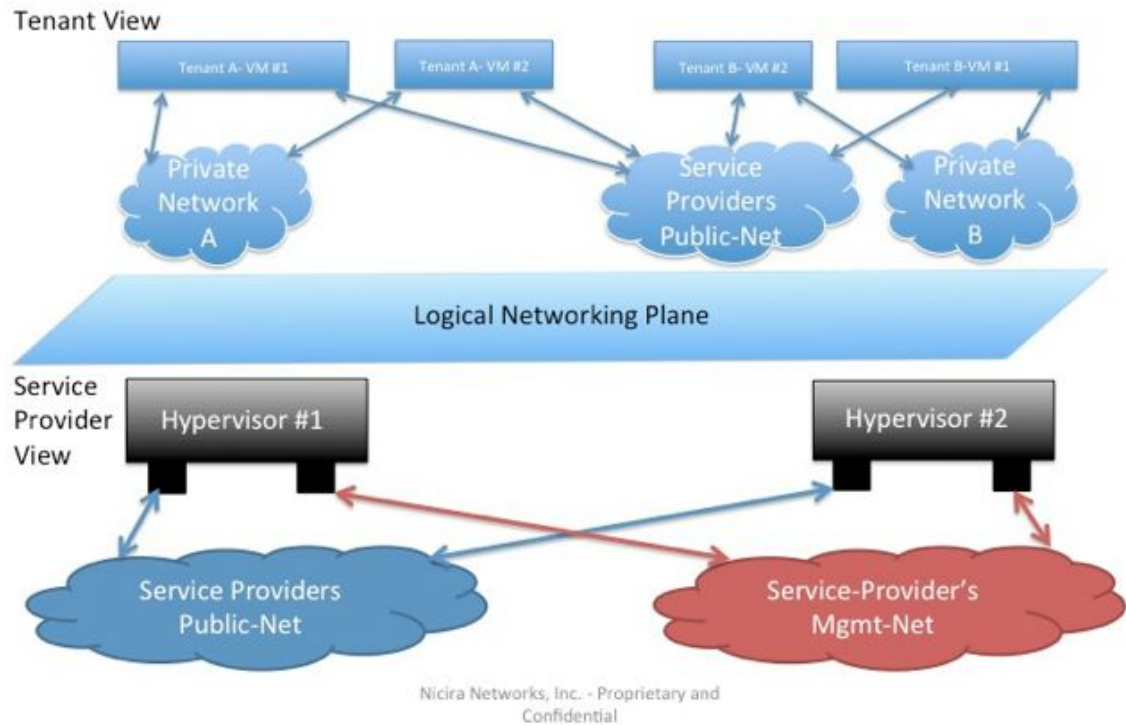 Tenant View
Tenant A- VM #1
Tenant A- VM #2
Tenant B- VM #2
Tenant B-VM #1
Private
Network
A
Service
Providers
Public-Net
Private
Network
B
Logical Networking Plane
Service
Provider
View
Hypervisor #1
Hypervisor #2
Service Providers
Public-Net
Service-Provider's
Mgmt-Net
Nicira Networks, Inc. - Proprietary and
Confidential